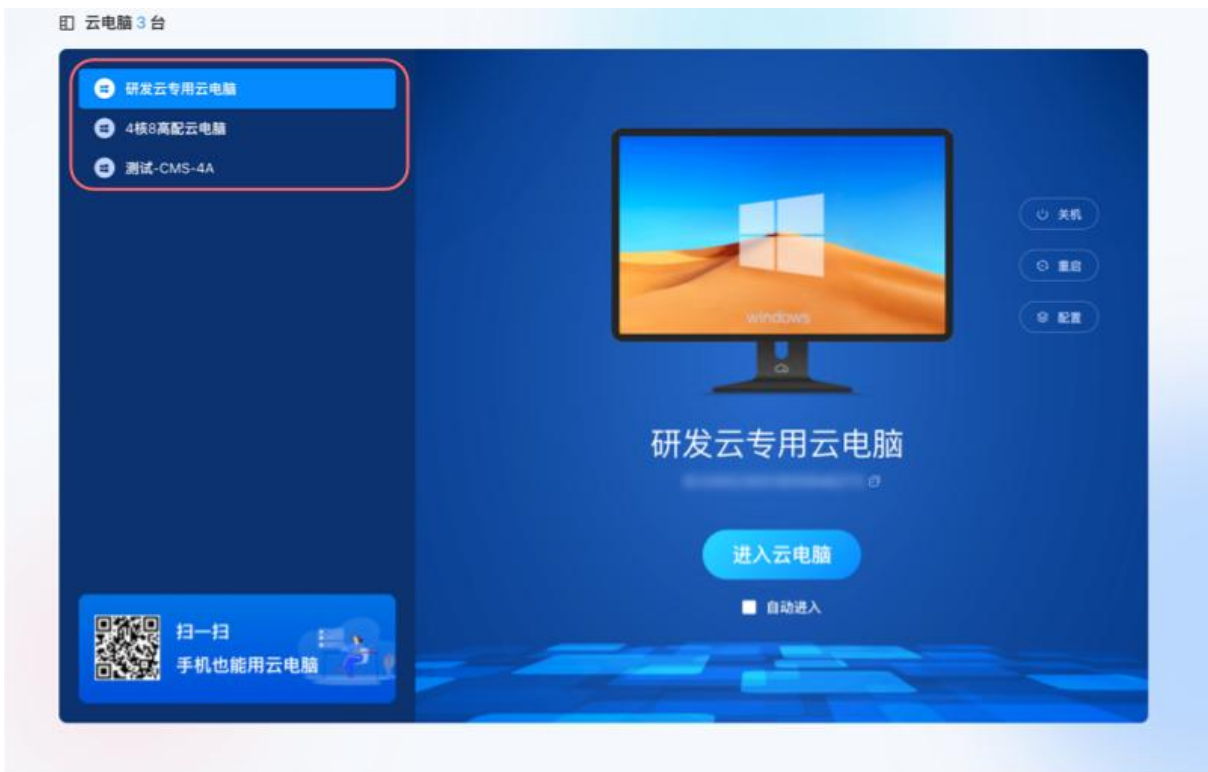 云电脑 3 台
研发云专用云电脑
4核8高配云电脑
测试-CMS-4A
windows
关机
重启
配置
研发云专用云电脑
进入云电脑
自动进入
扫一扫
手机也能用云电脑